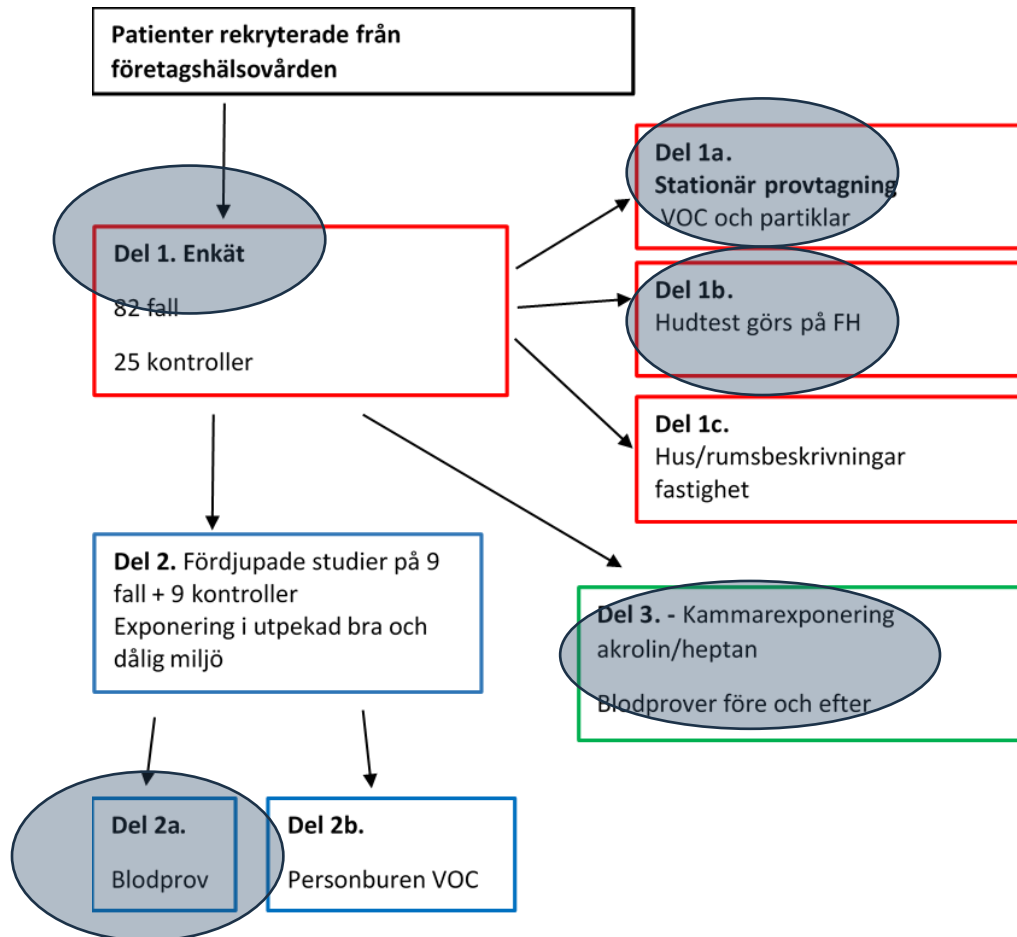 Patienter rekryterade från
företagshälsovården
Del 1. Enkät
82 fall
25 kontroller
Del 1a.
Stationär provtagning
VOC och partiklar
Del 1b.
Hudtest görs på FH
Del 1c.
Hus/rumsbeskrivningar
fastighet
Del 2. Fördjupade studier på 9
fall + 9 kontroller
Exponering i utpekad bra och
dålig miljö
Del 3. - Kammarexponering
akrolin/heptan
Blodprover före och efter
Del 2a.
Blodprov
Del 2b.
Personburen VOC